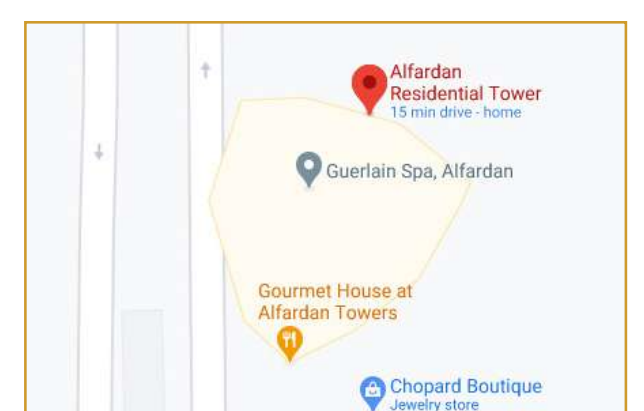 Alfardan
Residential Tower
15 min drive - home
Guerlain Spa, Alfardan
Gourmet House at
Alfardan Towers
Chopard Boutique
Jewelry store